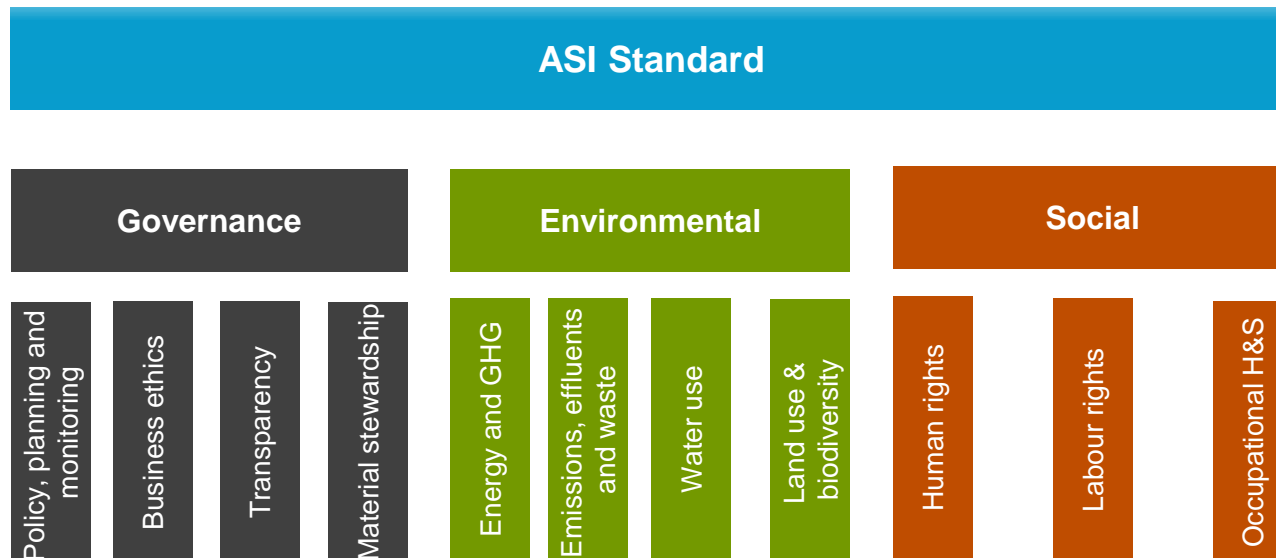 ASI Standard
Governance
Environmental
Social
Policy, planning and
monitoring
Business ethics
Transparency
Material stewardship
Energy and GHG
Emissions, effluents
and waste
Water use
Land use &
biodiversity
Human rights
Labour rights
Occupational H&S